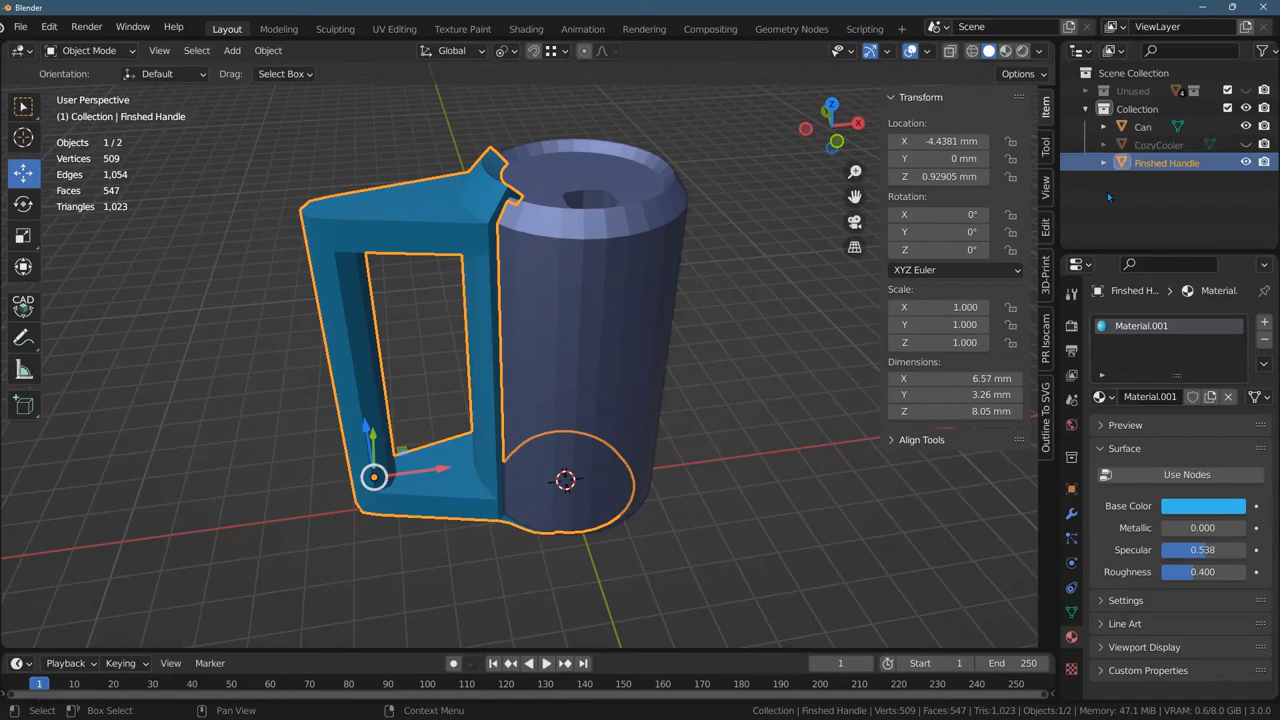 Blender
File Edit Render Window Help Layout Modeling Sculpting UV Editing Texture Paint Shading Animation Rendering Compositing Geometry Nodes Scripting + Scene ViewLayer
Object Mode View Select Add Object Global
Orientation: Default Drag: Select Box Options
User Perspective
(1) Collection | Finshed Handle
Objects 1 / 2
Vertices 509
Edges 1,054
Faces 547
Triangles 1,023
CAD
Z
X
Y
Transform
Location:
X -4.4381 mm
Y 0 mm
Z 0.92905 mm
Rotation:
X 0°
Y 0°
Z 0°
XYZ Euler
Scale:
X 1.000
Y 1.000
Z 1.000
Dimensions:
X 6.57 mm
Y 3.26 mm
Z 8.05 mm
Align Tools
Item
Tool
View
Edit
3D-Print
PR Isocam
Outline To SVG
Scene Collection
Unused 4
Collection
Can
CozyCooler
Finshed Handle
Finshed H... Material.
Material.001
Material.001
Preview
Surface
Use Nodes
Base Color
Metallic 0.000
Specular 0.538
Roughness 0.400
Settings
Line Art
Viewport Display
Custom Properties
Playback Keying View Marker 1 Start 1 End 250
1 10 20 30 40 50 60 70 80 90 100 110 120 130 140 150 160 170 180 190 200 210 220 230 240 250
Select Box Select Pan View Context Menu Collection | Finshed Handle | Verts:509 | Faces:547 | Tris:1,023 | Objects:1/2 | Memory: 47.1 MiB | VRAM: 0.6/8.0 GiB | 3.0.0